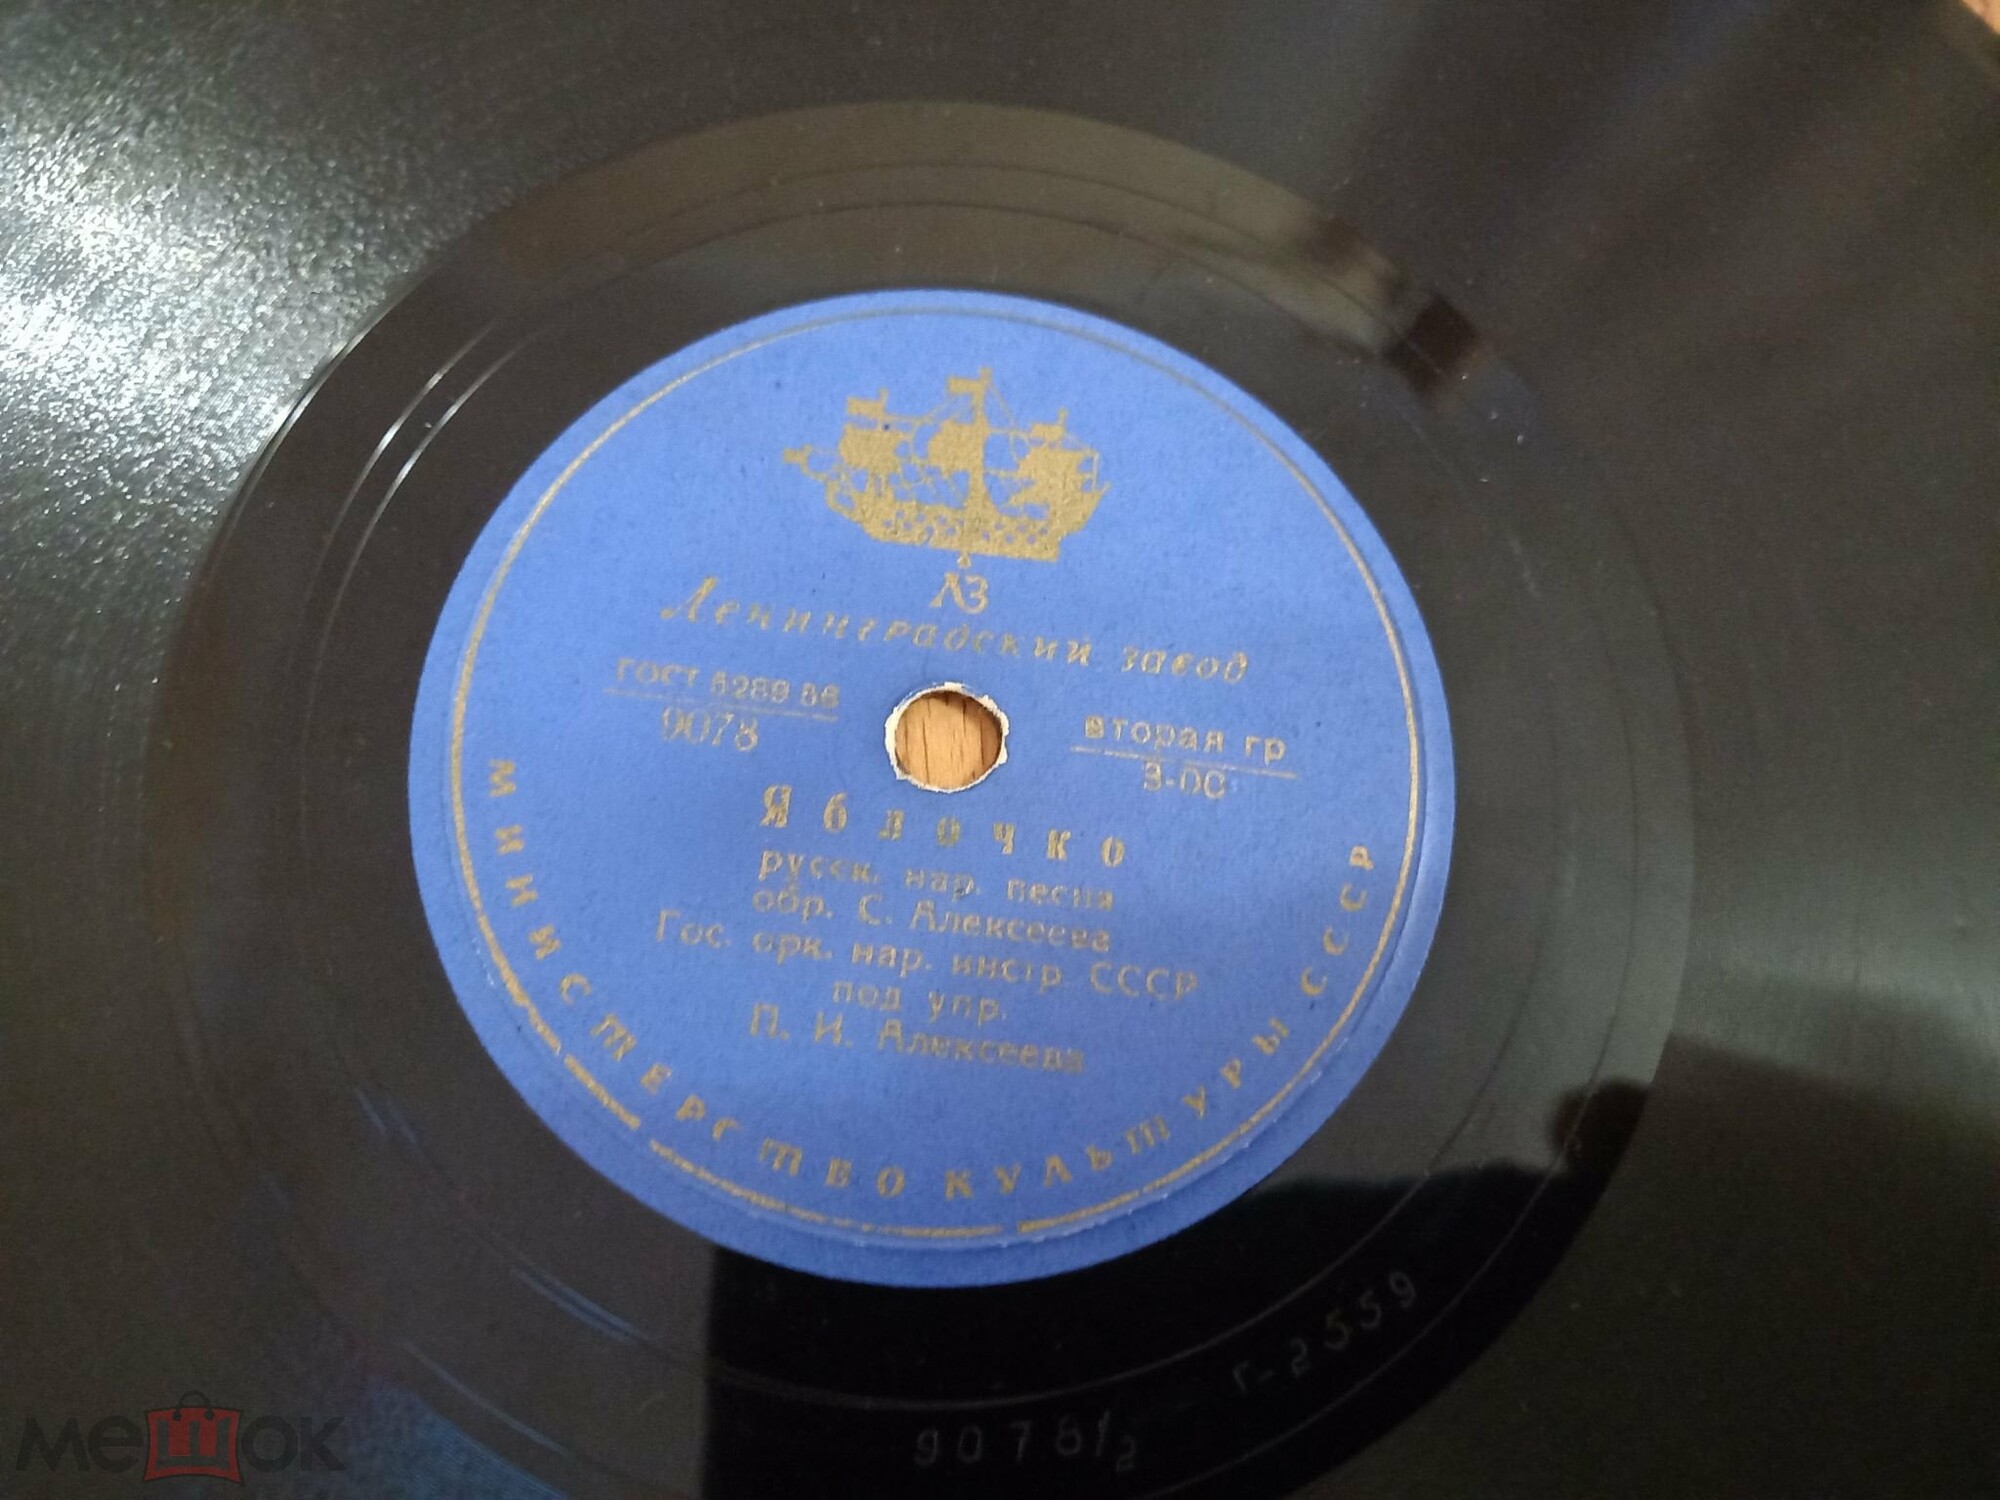 ЛЗ
Ленинградский завод
ГОСТ 5289 56
9078
вторая гр
3-00
Яблочко
русск. нар. песня
обр. С. Алексеева
Гос. орк. нар. инстр. СССР
под упр.
П. И. Алексеева
МИНИСТЕРСТВО КУЛЬТУРЫ СССР
Г-2559
9078/2
мешок